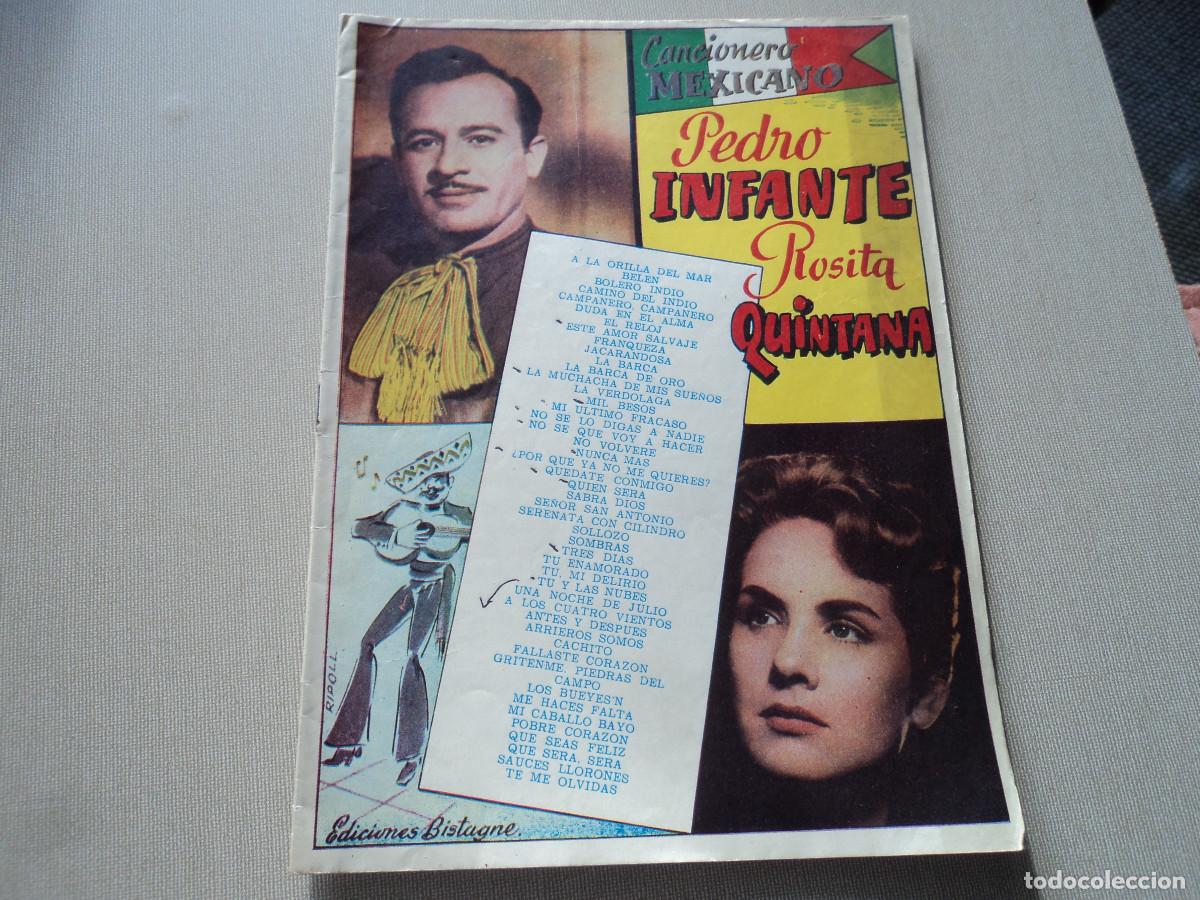 Cancionero
MEXICANO
Pedro
INFANTE
Rosita
QUINTANA
A LA ORILLA DEL MAR
BELEN
BOLERO INDIO
CAMINO DEL INDIO
CAMPANERO, CAMPANERO
DUDA EN EL ALMA
EL RELOJ
ESTE AMOR SALVAJE
FRANQUEZA
JACARANDOSA
LA BARCA
LA BARCA DE ORO
LA MUCHACHA DE MIS SUEÑOS
LA VERDOLAGA
MIL BESOS
MI ULTIMO FRACASO
NO SE LO DIGAS A NADIE
NO SE QUE VOY A HACER
NO VOLVERE
NUNCA MAS
¿POR QUE YA NO ME QUIERES?
QUEDATE CONMIGO
QUIEN SERA
SABRA DIOS
SEÑOR SAN ANTONIO
SERENATA CON CILINDRO
SOLLOZO
SOMBRAS
TRES DIAS
TU ENAMORADO
TU, MI DELIRIO
TU Y LAS NUBES
UNA NOCHE DE JULIO
A LOS CUATRO VIENTOS
ANTES Y DESPUES
ARRIEROS SOMOS
CACHITO
FALLASTE CORAZON
GRITENME, PIEDRAS DEL
CAMPO
LOS BUEYES'N
ME HACES FALTA
MI CABALLO BAYO
POBRE CORAZON
QUE SEAS FELIZ
QUE SERA, SERA
SAUCES LLORONES
TE ME OLVIDAS
RIPOLL
Ediciones Bistagne.
todocoleccion